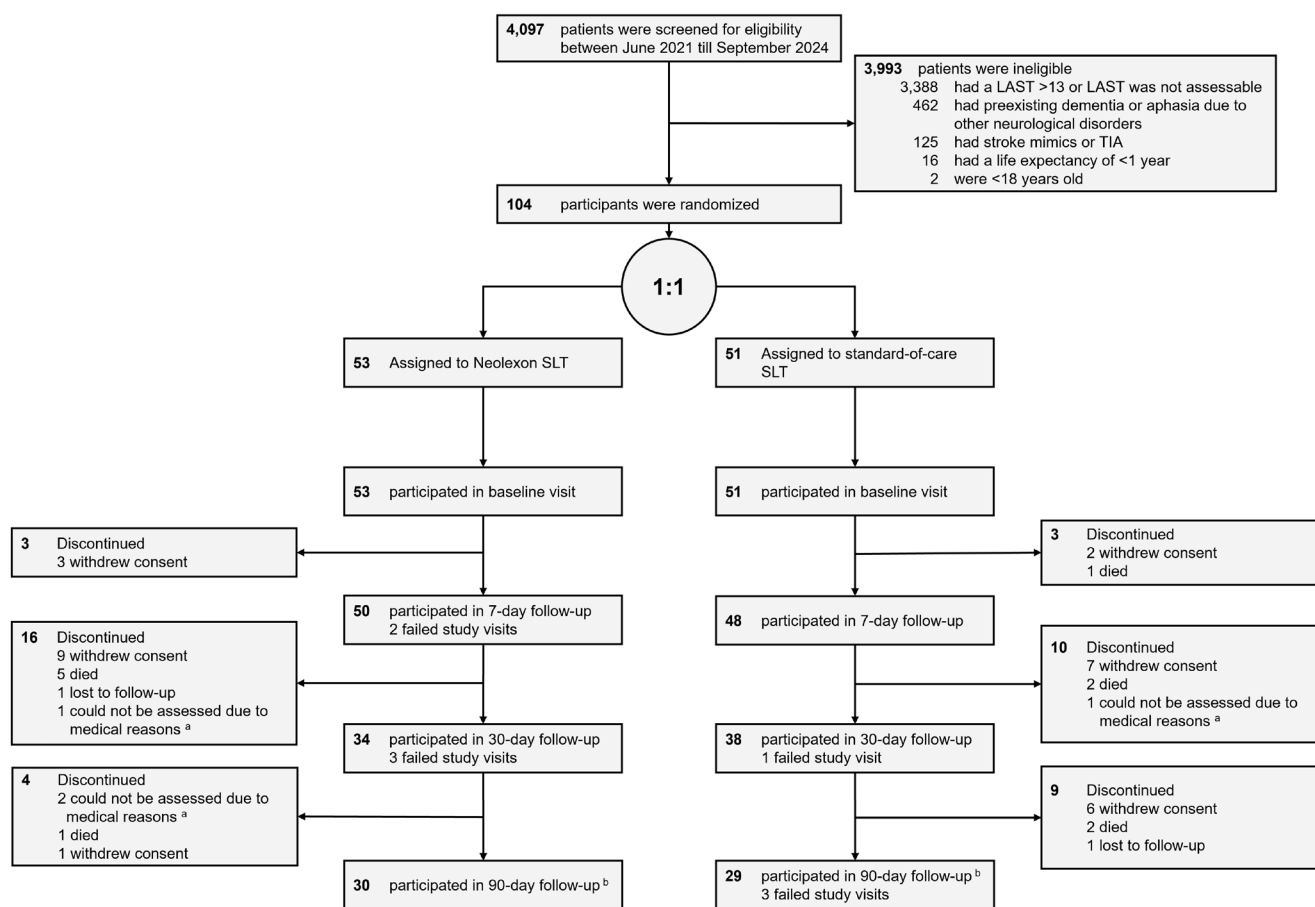 4,097 patients were screened for eligibility
between June 2021 till September 2024
3,993 patients were ineligible
3,388 had a LAST >13 or LAST was not assessable
462 had preexisting dementia or aphasia due to
other neurological disorders
125 had stroke mimics or TIA
16 had a life expectancy of <1 year
2 were <18 years old
104 participants were randomized
1:1
53 Assigned to Neolexon SLT
51 Assigned to standard-of-care
SLT
53 participated in baseline visit
51 participated in baseline visit
3 Discontinued
3 withdrew consent
3 Discontinued
2 withdrew consent
1 died
50 participated in 7-day follow-up
2 failed study visits
48 participated in 7-day follow-up
16 Discontinued
9 withdrew consent
5 died
1 lost to follow-up
1 could not be assessed due to
medical reasons a
10 Discontinued
7 withdrew consent
2 died
1 could not be assessed due to
medical reasons a
34 participated in 30-day follow-up
3 failed study visits
38 participated in 30-day follow-up
1 failed study visit
4 Discontinued
2 could not be assessed due to
medical reasons a
1 died
1 withdrew consent
9 Discontinued
6 withdrew consent
2 died
1 lost to follow-up
30 participated in 90-day follow-up b
29 participated in 90-day follow-up b
3 failed study visits